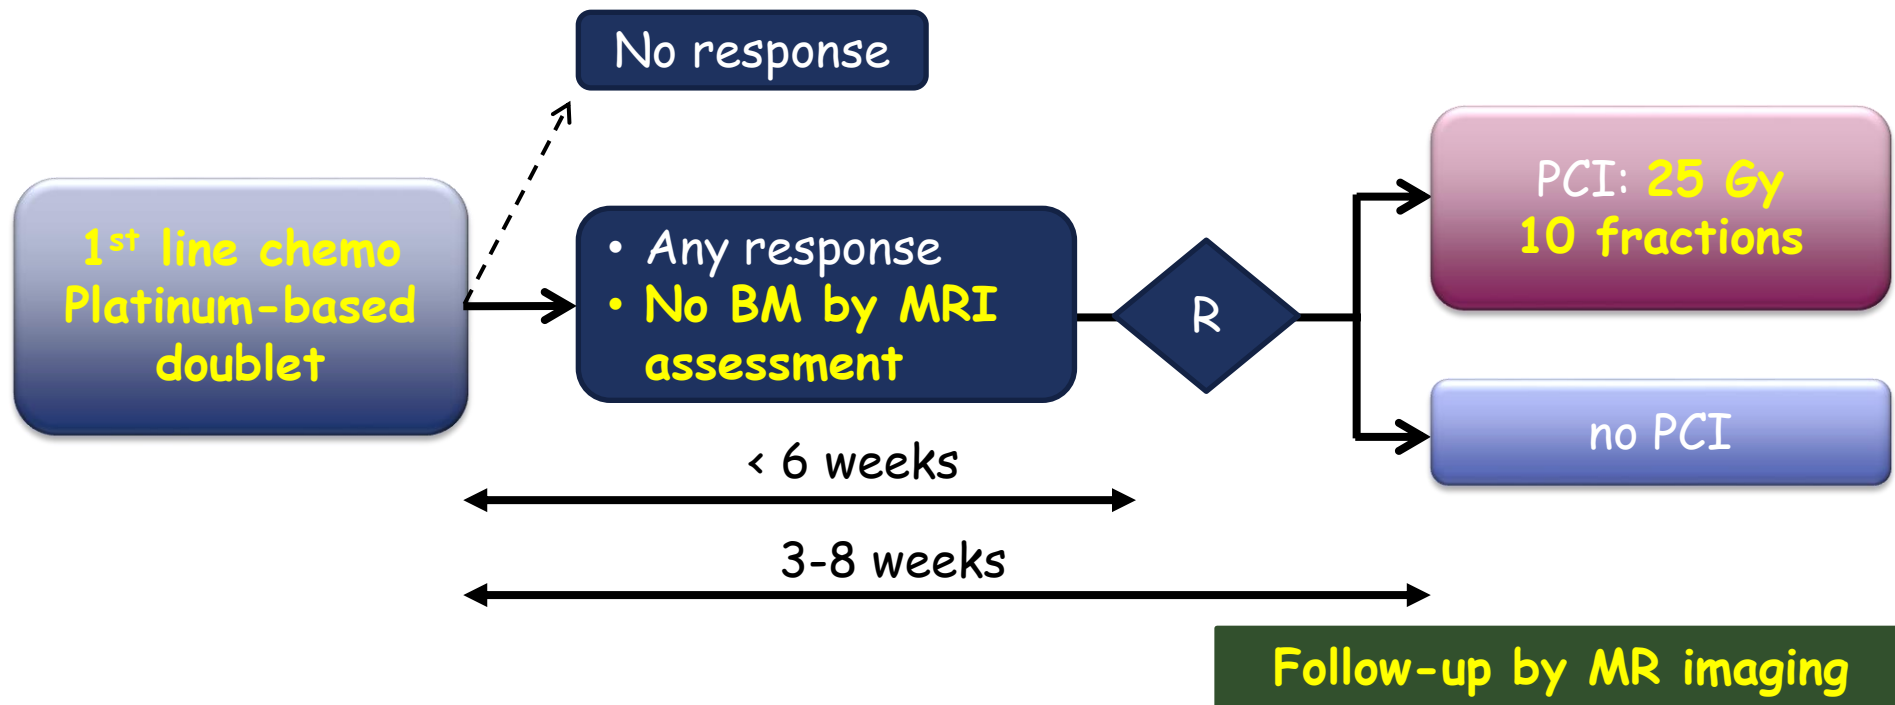 No response
1st line chemo
Platinum-based
doublet
• Any response
• No BM by MRI
assessment
R
PCI: 25 Gy
10 fractions
no PCI
< 6 weeks
3-8 weeks
Follow-up by MR imaging